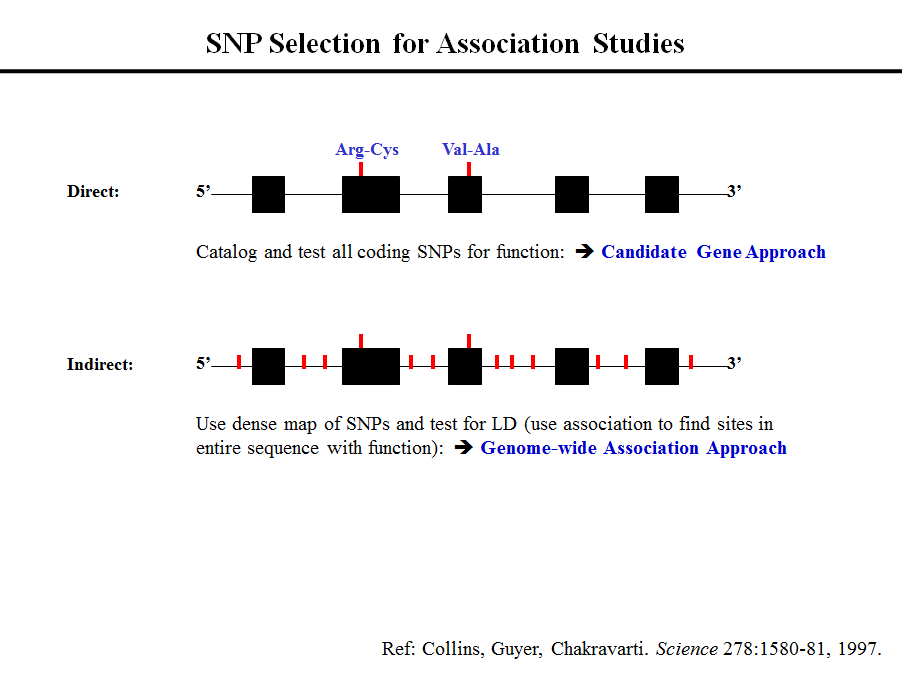 SNP Selection for Association Studies
Arg-Cys Val-Ala
Direct: 5’ 3’
Catalog and test all coding SNPs for function: ➔ Candidate Gene Approach
Indirect: 5’ 3’
Use dense map of SNPs and test for LD (use association to find sites in
entire sequence with function): ➔ Genome-wide Association Approach
Ref: Collins, Guyer, Chakravarti. Science 278:1580-81, 1997.